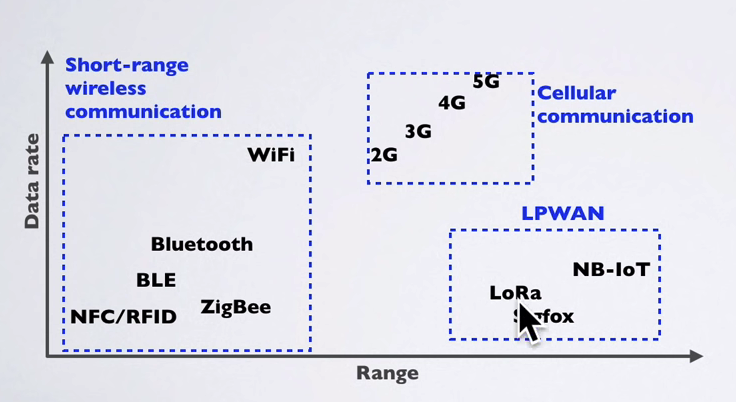 Short-range
wireless
communication
5G
Cellular
communication
4G
3G
2G
WiFi
Data rate
LPWAN
Bluetooth
NB-IoT
BLE
LoRa
ZigBee
NFC/RFID
Range